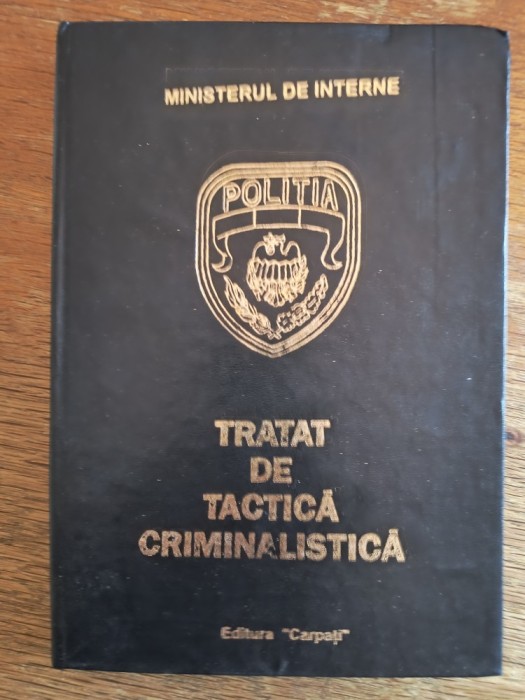 MINISTERUL DE INTERNE
POLITIA
TRATAT
DE
TACTICĂ
CRIMINALISTICĂ
Editura "Carpaţi"